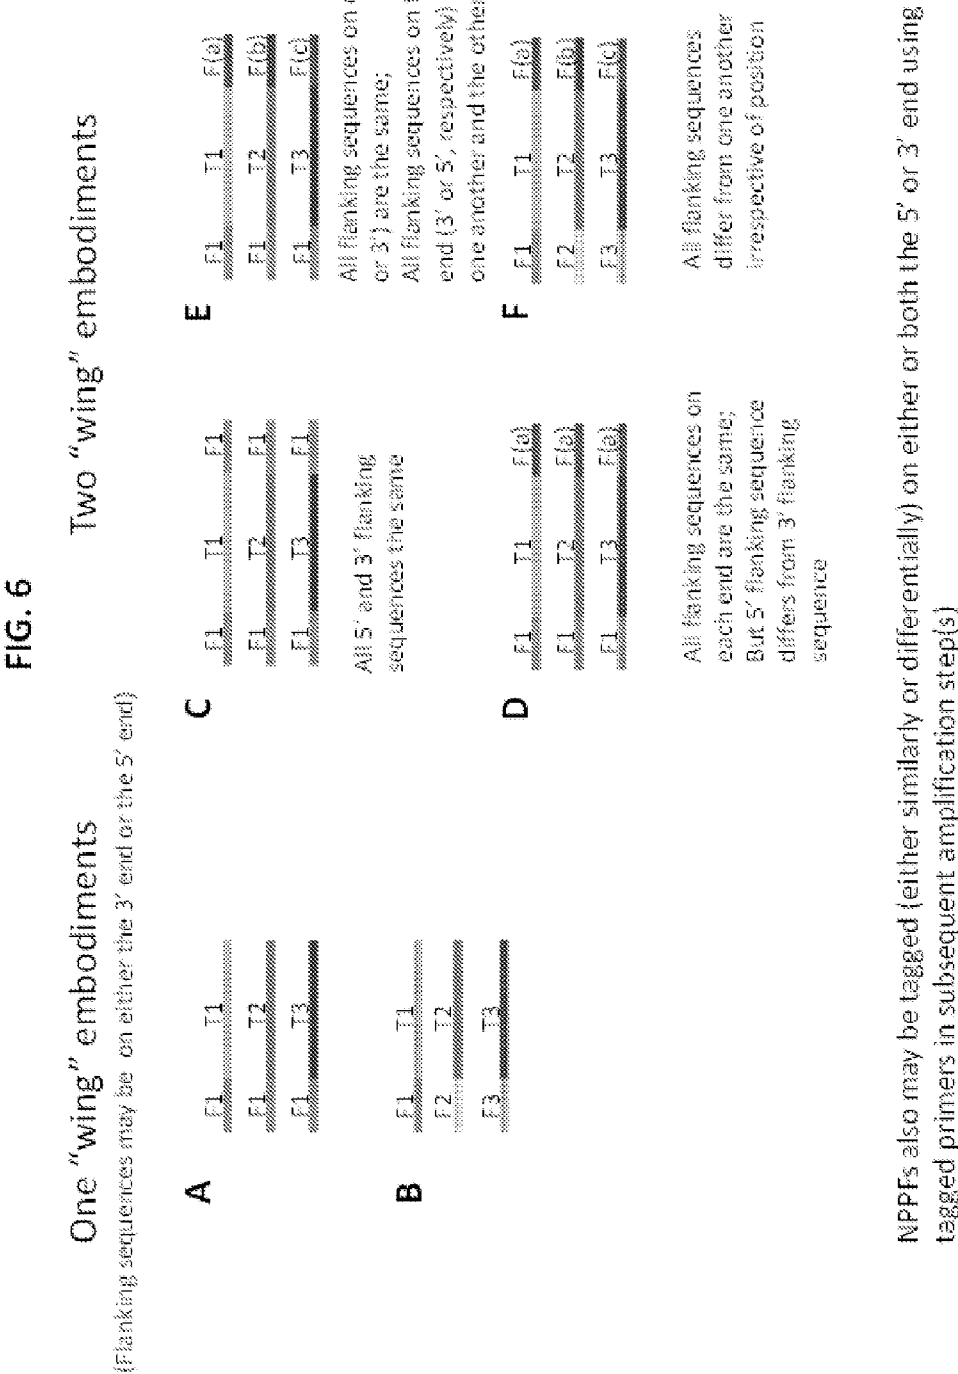 FIG. 6
One "wing" embodiments
(Flanking sequences may be on either the 3' end or the 5' end)
A
F1 T1
F1 T2
F1 T3
B
F1 T1
F2 T2
F3 T3
Two "wing" embodiments
C
F1 T1 F1
F1 T2 F1
F1 T3 F1
All 5' and 3' flanking
sequences the same
D
F1 T1 F(a)
F1 T2 F(a)
F1 T3 F(a)
All flanking sequences on
each end are the same;
But 5' flanking sequence
differs from 3' flanking
sequence
E
F1 T1 F(a)
F1 T2 F(b)
F1 T3 F(c)
All flanking sequences on
or 3') are the same;
All flanking sequences on
end (3' or 5', respectively)
one another and the other
F
F1 T1 F(a)
F2 T2 F(b)
F3 T3 F(c)
All flanking sequences
differ from one another
irrespective of position
NPPFs also may be tagged (either similarly or differentially) on either or both the 5' or 3' end using
tagged primers in subsequent amplification step(s)